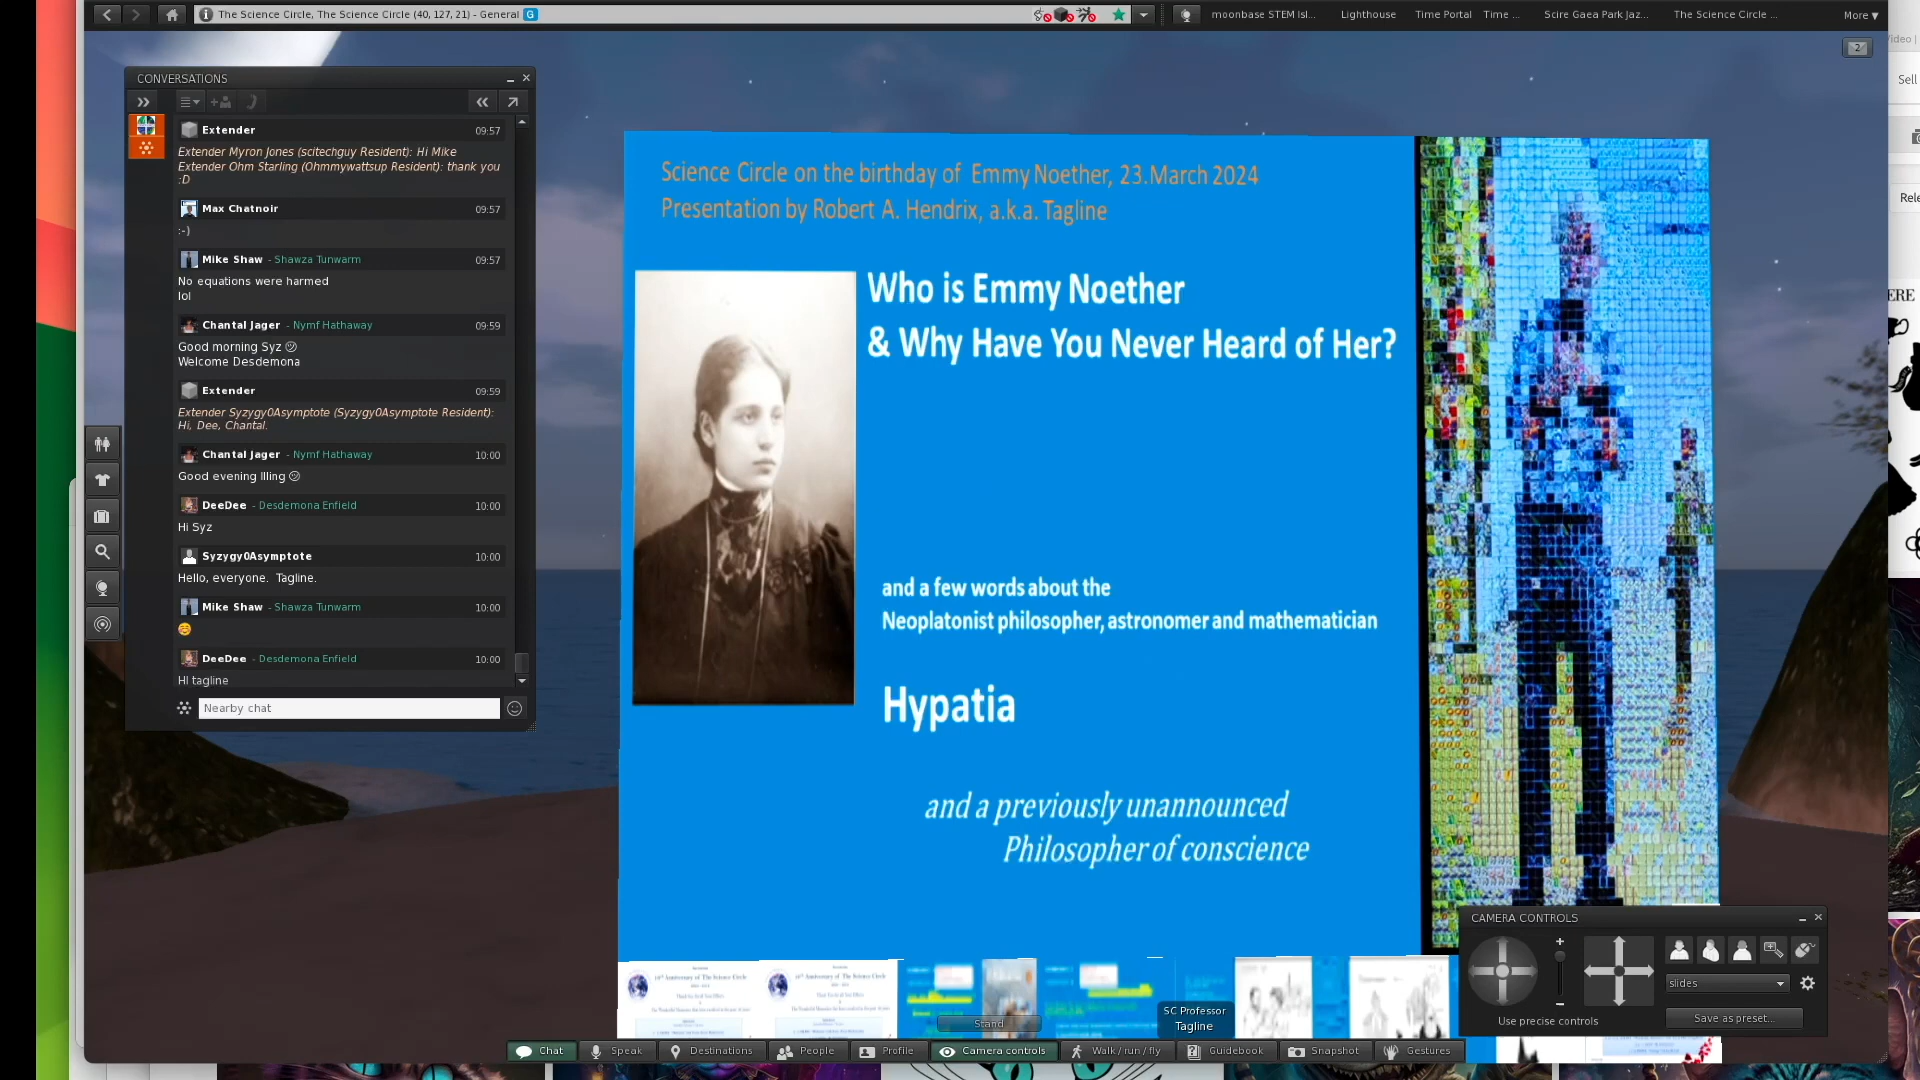 The Science Circle, The Science Circle (40, 127, 21) - General
G
moonbase STEM Isl...
Lighthouse
Time Portal
Time ...
Scire Gaea Park Jaz...
The Science Circle ...
More ▼
2
Sell
CONVERSATIONS
Extender 09:57
Extender Myron Jones (scitechguy Resident): Hi Mike
Extender Ohm Starling (Ohmmywattsup Resident): thank you
:D
Max Chatnoir 09:57
:-)
Mike Shaw - Shawza Tunwarm 09:57
No equations were harmed
lol
Chantal Jager - Nymf Hathaway 09:59
Good morning Syz
Welcome Desdemona
Extender 09:59
Extender Syzygy0Asymptote (Syzygy0Asymptote Resident):
Hi, Dee, Chantal.
Chantal Jager - Nymf Hathaway 10:00
Good evening Illing
DeeDee - Desdemona Enfield 10:00
Hi Syz
Syzygy0Asymptote 10:00
Hello, everyone.  Tagline.
Mike Shaw - Shawza Tunwarm 10:00
😊
DeeDee - Desdemona Enfield 10:00
HI tagline
Nearby chat
Science Circle on the birthday of Emmy Noether, 23.March 2024
Presentation by Robert A. Hendrix, a.k.a. Tagline
Who is Emmy Noether
& Why Have You Never Heard of Her?
and a few words about the
Neoplatonist philosopher, astronomer and mathematician
Hypatia
and a previously unannounced
Philosopher of conscience
CAMERA CONTROLS
slides
Use precise controls
Save as preset...
SC Professor
Tagline
Stand
Chat
Speak
Destinations
People
Profile
Camera controls
Walk / run / fly
Guidebook
Snapshot
Gestures